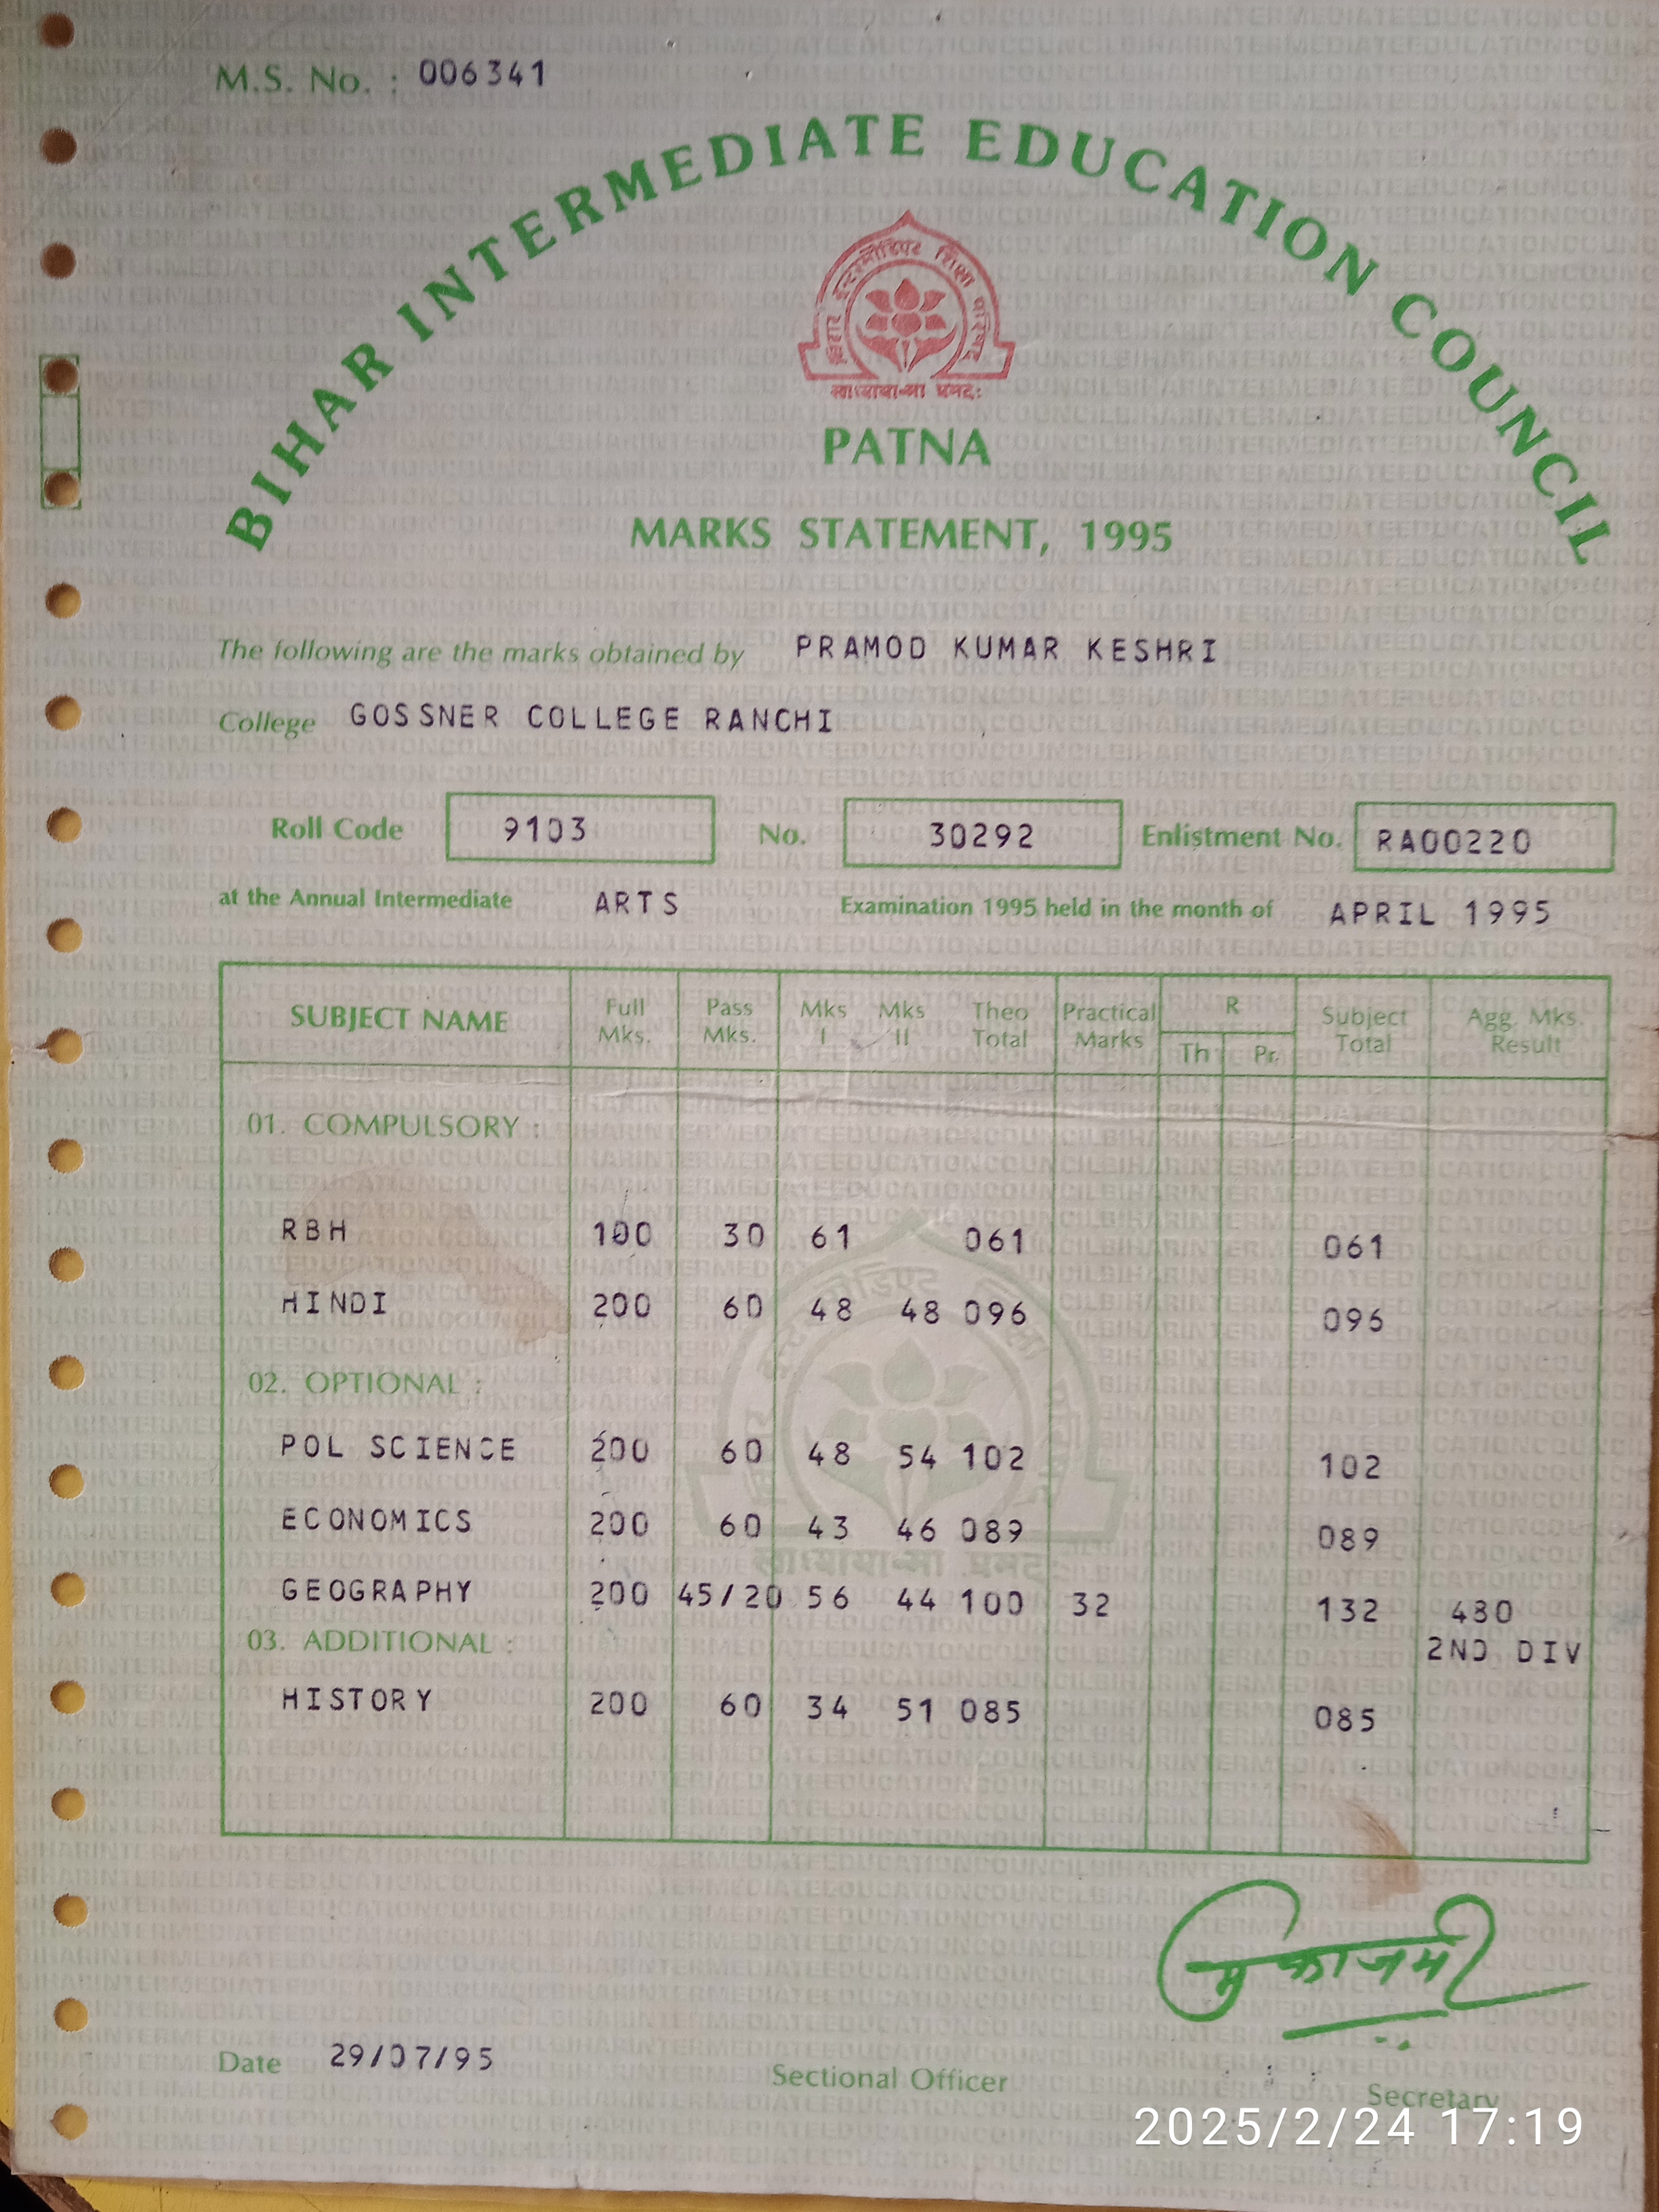 M.S. No. : 006341
BIHAR INTERMEDIATE EDUCATION COUNCIL
बिहार इन्टरमीडिएट शिक्षा परिषद्
PATNA
MARKS STATEMENT, 1995
The following are the marks obtained by PRAMOD KUMAR KESHRI
College GOSSNER COLLEGE RANCHI
Roll Code 9103 No. 30292 Enlistment No. RA00220
at the Annual Intermediate ARTS Examination 1995 held in the month of APRIL 1995
SUBJECT NAME Full Mks. Pass Mks. Mks I Mks II Theo Total Practical Marks R Th Pr. Subject Total Agg. Mks. Result
01. COMPULSORY :
RBH 100 30 61 061 061
HINDI 200 60 48 48 096 096
02. OPTIONAL :
POL SCIENCE 200 60 48 54 102 102
ECONOMICS 200 60 43 46 089 089
GEOGRAPHY 200 45/20 56 44 100 32 132 480
03. ADDITIONAL : 2ND DIV
HISTORY 200 60 34 51 085 085
Date 29/07/95
Sectional Officer
Secretary
2025/2/24 17:19